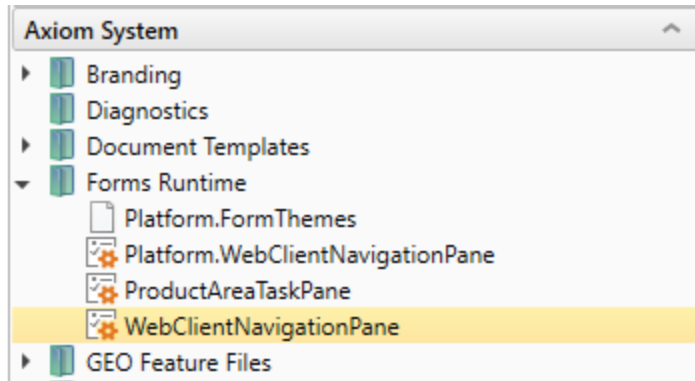 Axiom System
Branding
Diagnostics
Document Templates
Forms Runtime
Platform.FormThemes
Platform.WebClientNavigationPane
ProductAreaTaskPane
WebClientNavigationPane
GEO Feature Files